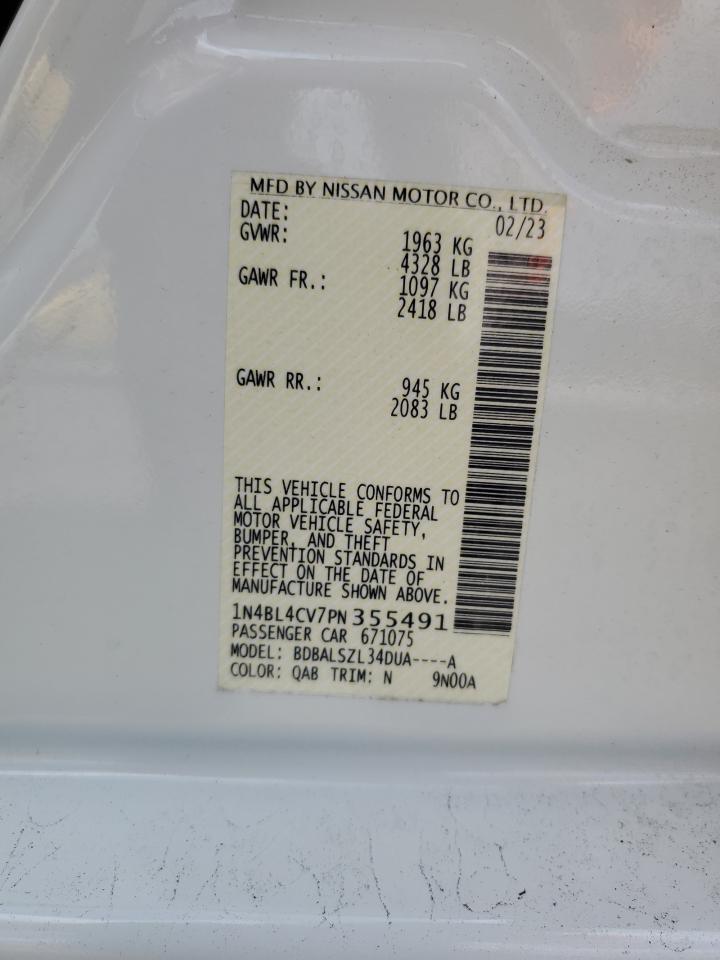 MFD BY NISSAN MOTOR CO., LTD.
DATE: 02/23
GVWR: 1963 KG
4328 LB
GAWR FR.: 1097 KG
2418 LB
GAWR RR.: 945 KG
2083 LB
THIS VEHICLE CONFORMS TO
ALL APPLICABLE FEDERAL
MOTOR VEHICLE SAFETY,
BUMPER, AND THEFT
PREVENTION STANDARDS IN
EFFECT ON THE DATE OF
MANUFACTURE SHOWN ABOVE.
1N4BL4CV7PN355491
PASSENGER CAR 671075
MODEL: BDBALSZL34DUA----A
COLOR: QAB TRIM: N 9N00A